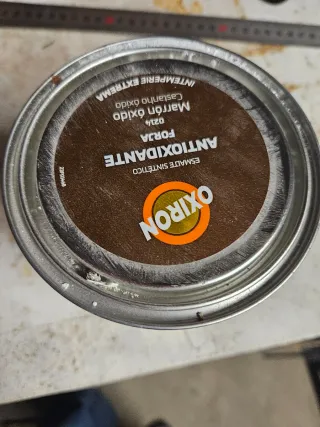 OXIRON
ESMALTE SINTÉTICO
ANTIOXIDANTE
FORJA
0214
Marrón óxido
Castanho óxido
INTEMPERIE EXTREMA